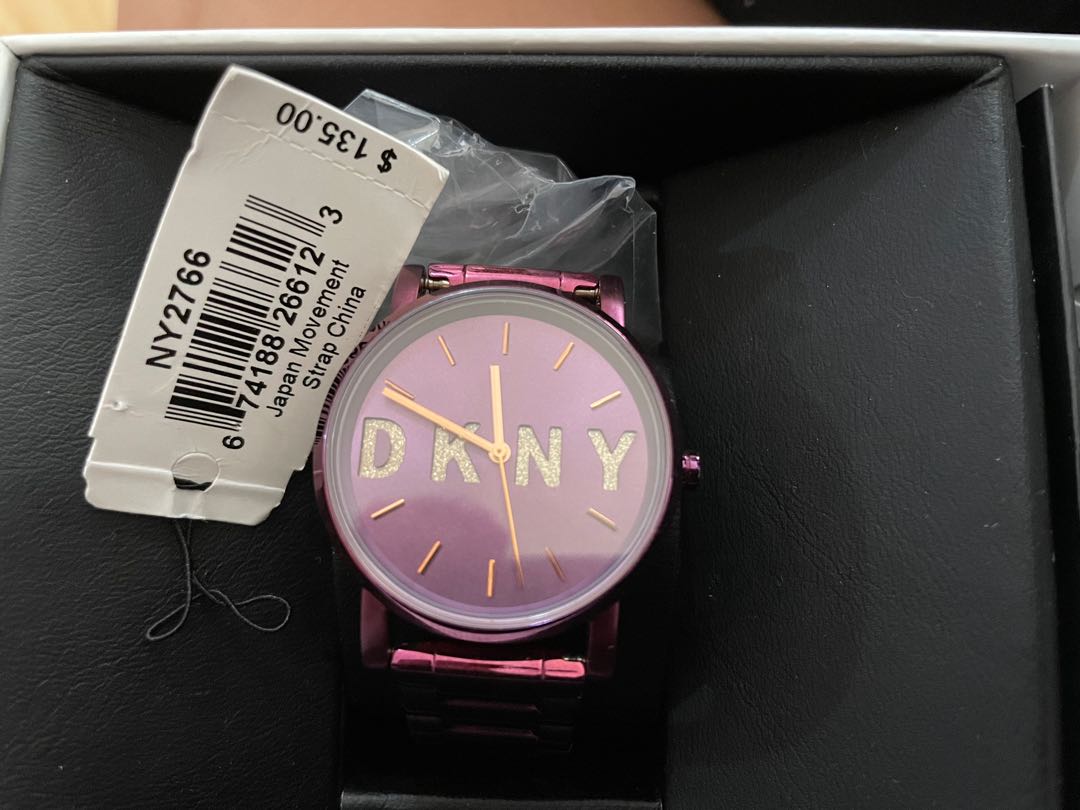 $ 135.00
NY2766
6 74188 26612 3
Japan Movement
Strap China
DKNY